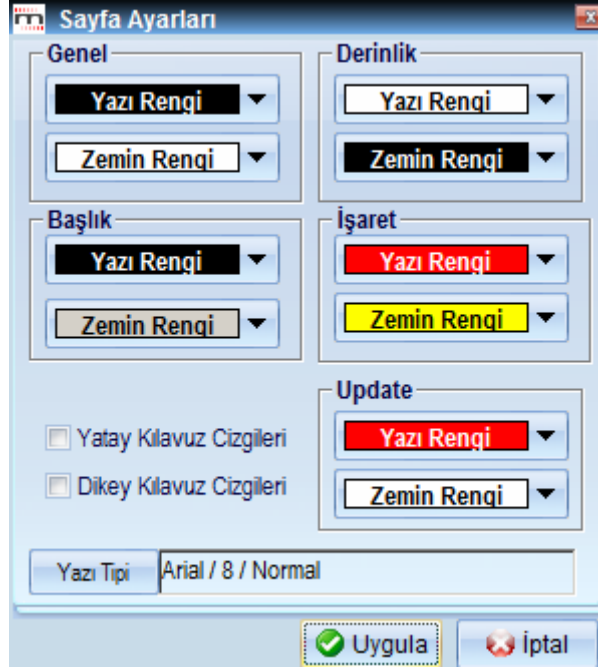 Sayfa Ayarları
Genel
Yazı Rengi
Zemin Rengi
Derinlik
Yazı Rengi
Zemin Rengi
Başlık
Yazı Rengi
Zemin Rengi
İşaret
Yazı Rengi
Zemin Rengi
Update
Yazı Rengi
Zemin Rengi
Yatay Kılavuz Cizgileri
Dikey Kılavuz Cizgileri
Yazı Tipi Arial / 8 / Normal
Uygula İptal